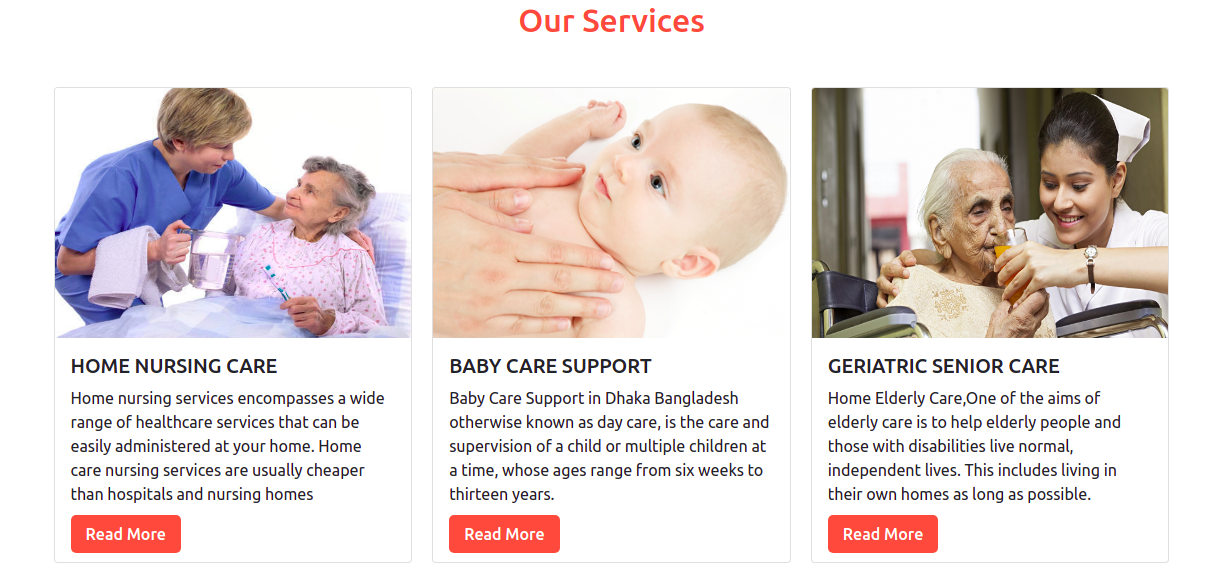 Our Services
HOME NURSING CARE
Home nursing services encompasses a wide
range of healthcare services that can be
easily administered at your home. Home
care nursing services are usually cheaper
than hospitals and nursing homes
Read More
BABY CARE SUPPORT
Baby Care Support in Dhaka Bangladesh
otherwise known as day care, is the care and
supervision of a child or multiple children at
a time, whose ages range from six weeks to
thirteen years.
Read More
GERIATRIC SENIOR CARE
Home Elderly Care,One of the aims of
elderly care is to help elderly people and
those with disabilities live normal,
independent lives. This includes living in
their own homes as long as possible.
Read More